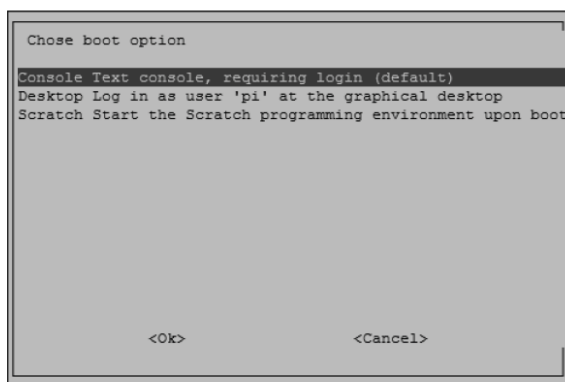 Chose boot option
Console Text console, requiring login (default)
Desktop Log in as user 'pi' at the graphical desktop
Scratch Start the Scratch programming environment upon boot
<Ok> <Cancel>